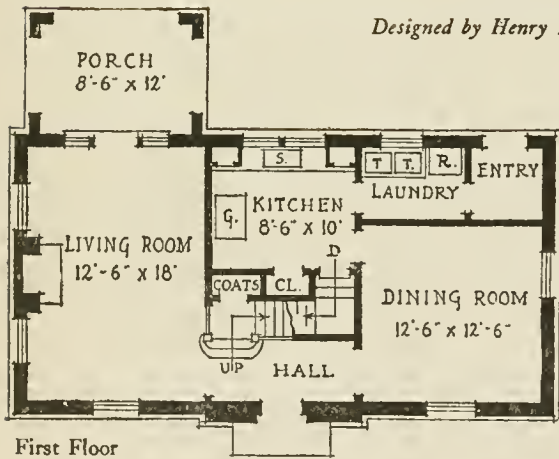 Designed by Henry
PORCH
8'-6" x 12'
S.
T. T. R.
ENTRY
LAUNDRY
G.
KITCHEN
8'-6" x 10'
D
LIVING ROOM
12'-6" x 18'
COATS
CL.
DINING ROOM
12'-6" x 12'-6"
UP
HALL
First Floor